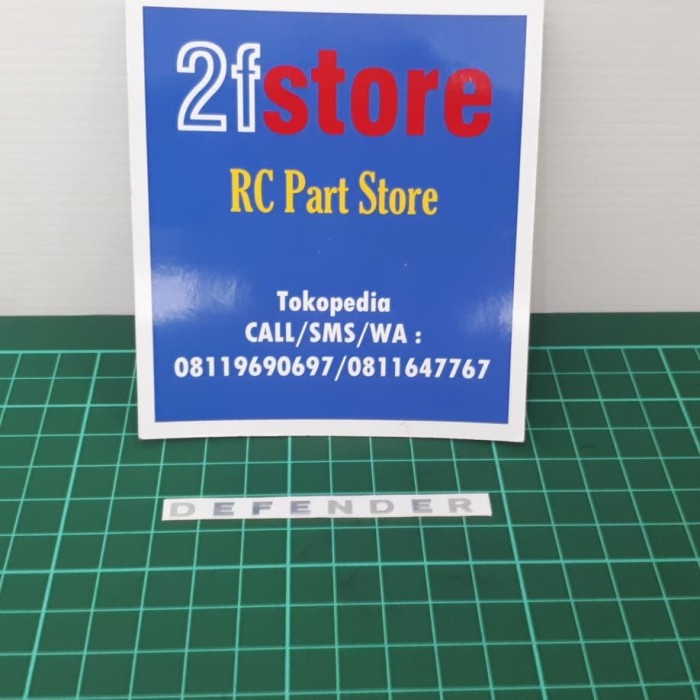 2fstore
RC Part Store
Tokopedia
CALL/SMS/WA :
08119690697/0811647767
DEFENDER